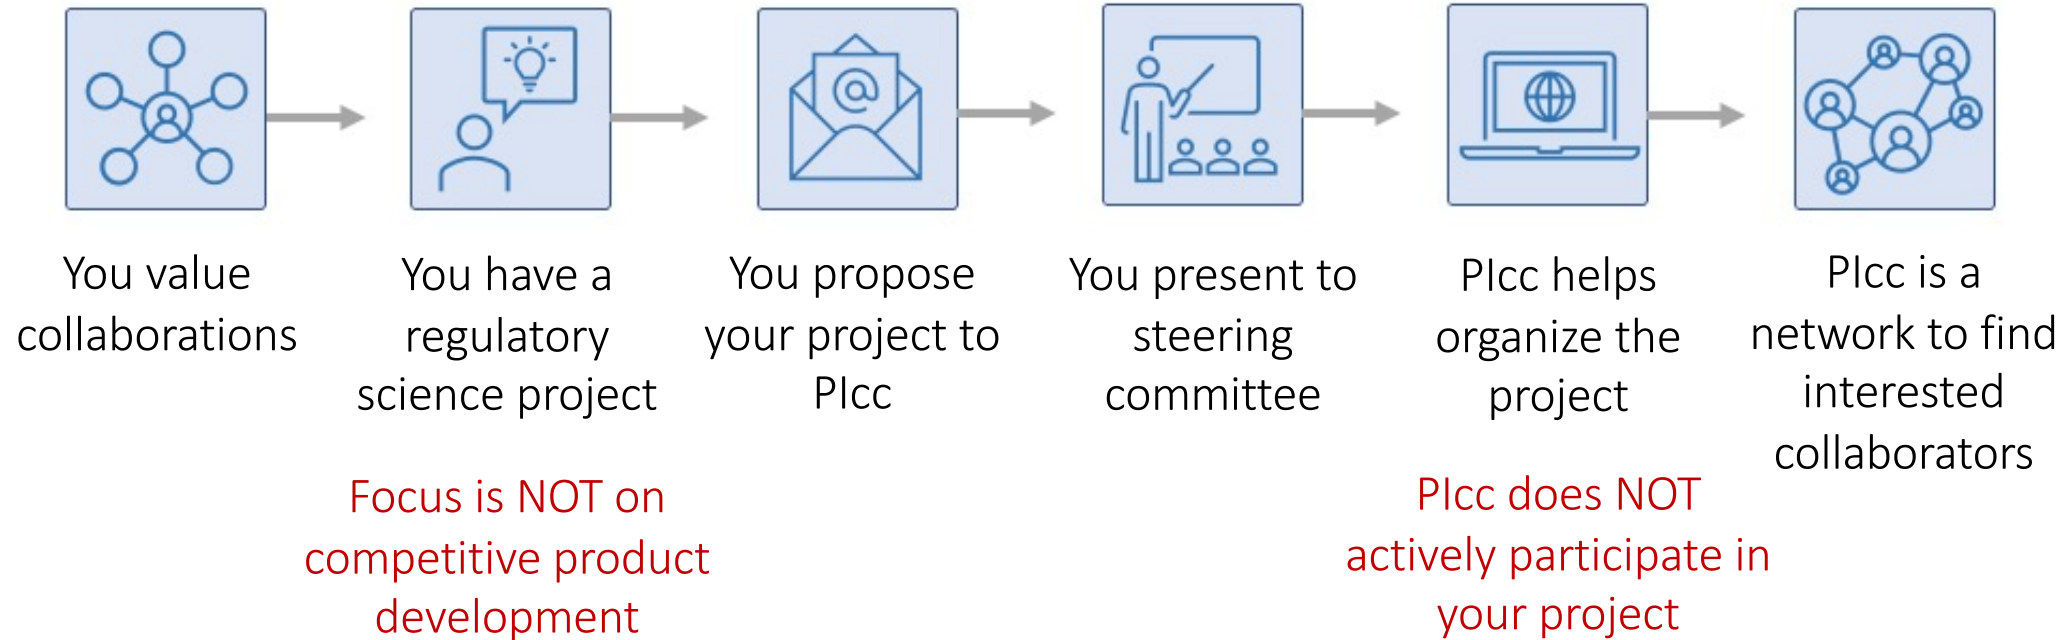 You value
collaborations
You have a
regulatory
science project
Focus is NOT on
competitive product
development
You propose
your project to
PIcc
You present to
steering
committee
PIcc helps
organize the
project
PIcc does NOT
actively participate in
your project
PIcc is a
network to find
interested
collaborators
@